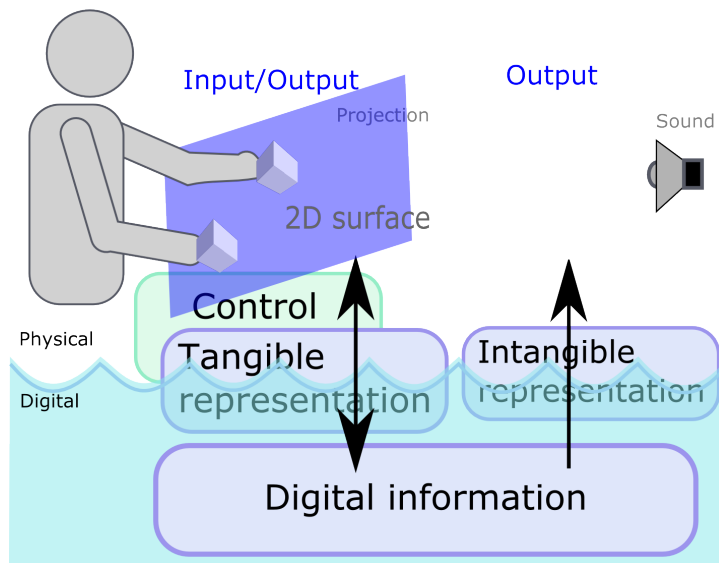 Input/Output
Output
Projection
Sound
2D surface
Control
Physical
Tangible
representation
Intangible
representation
Digital
Digital information